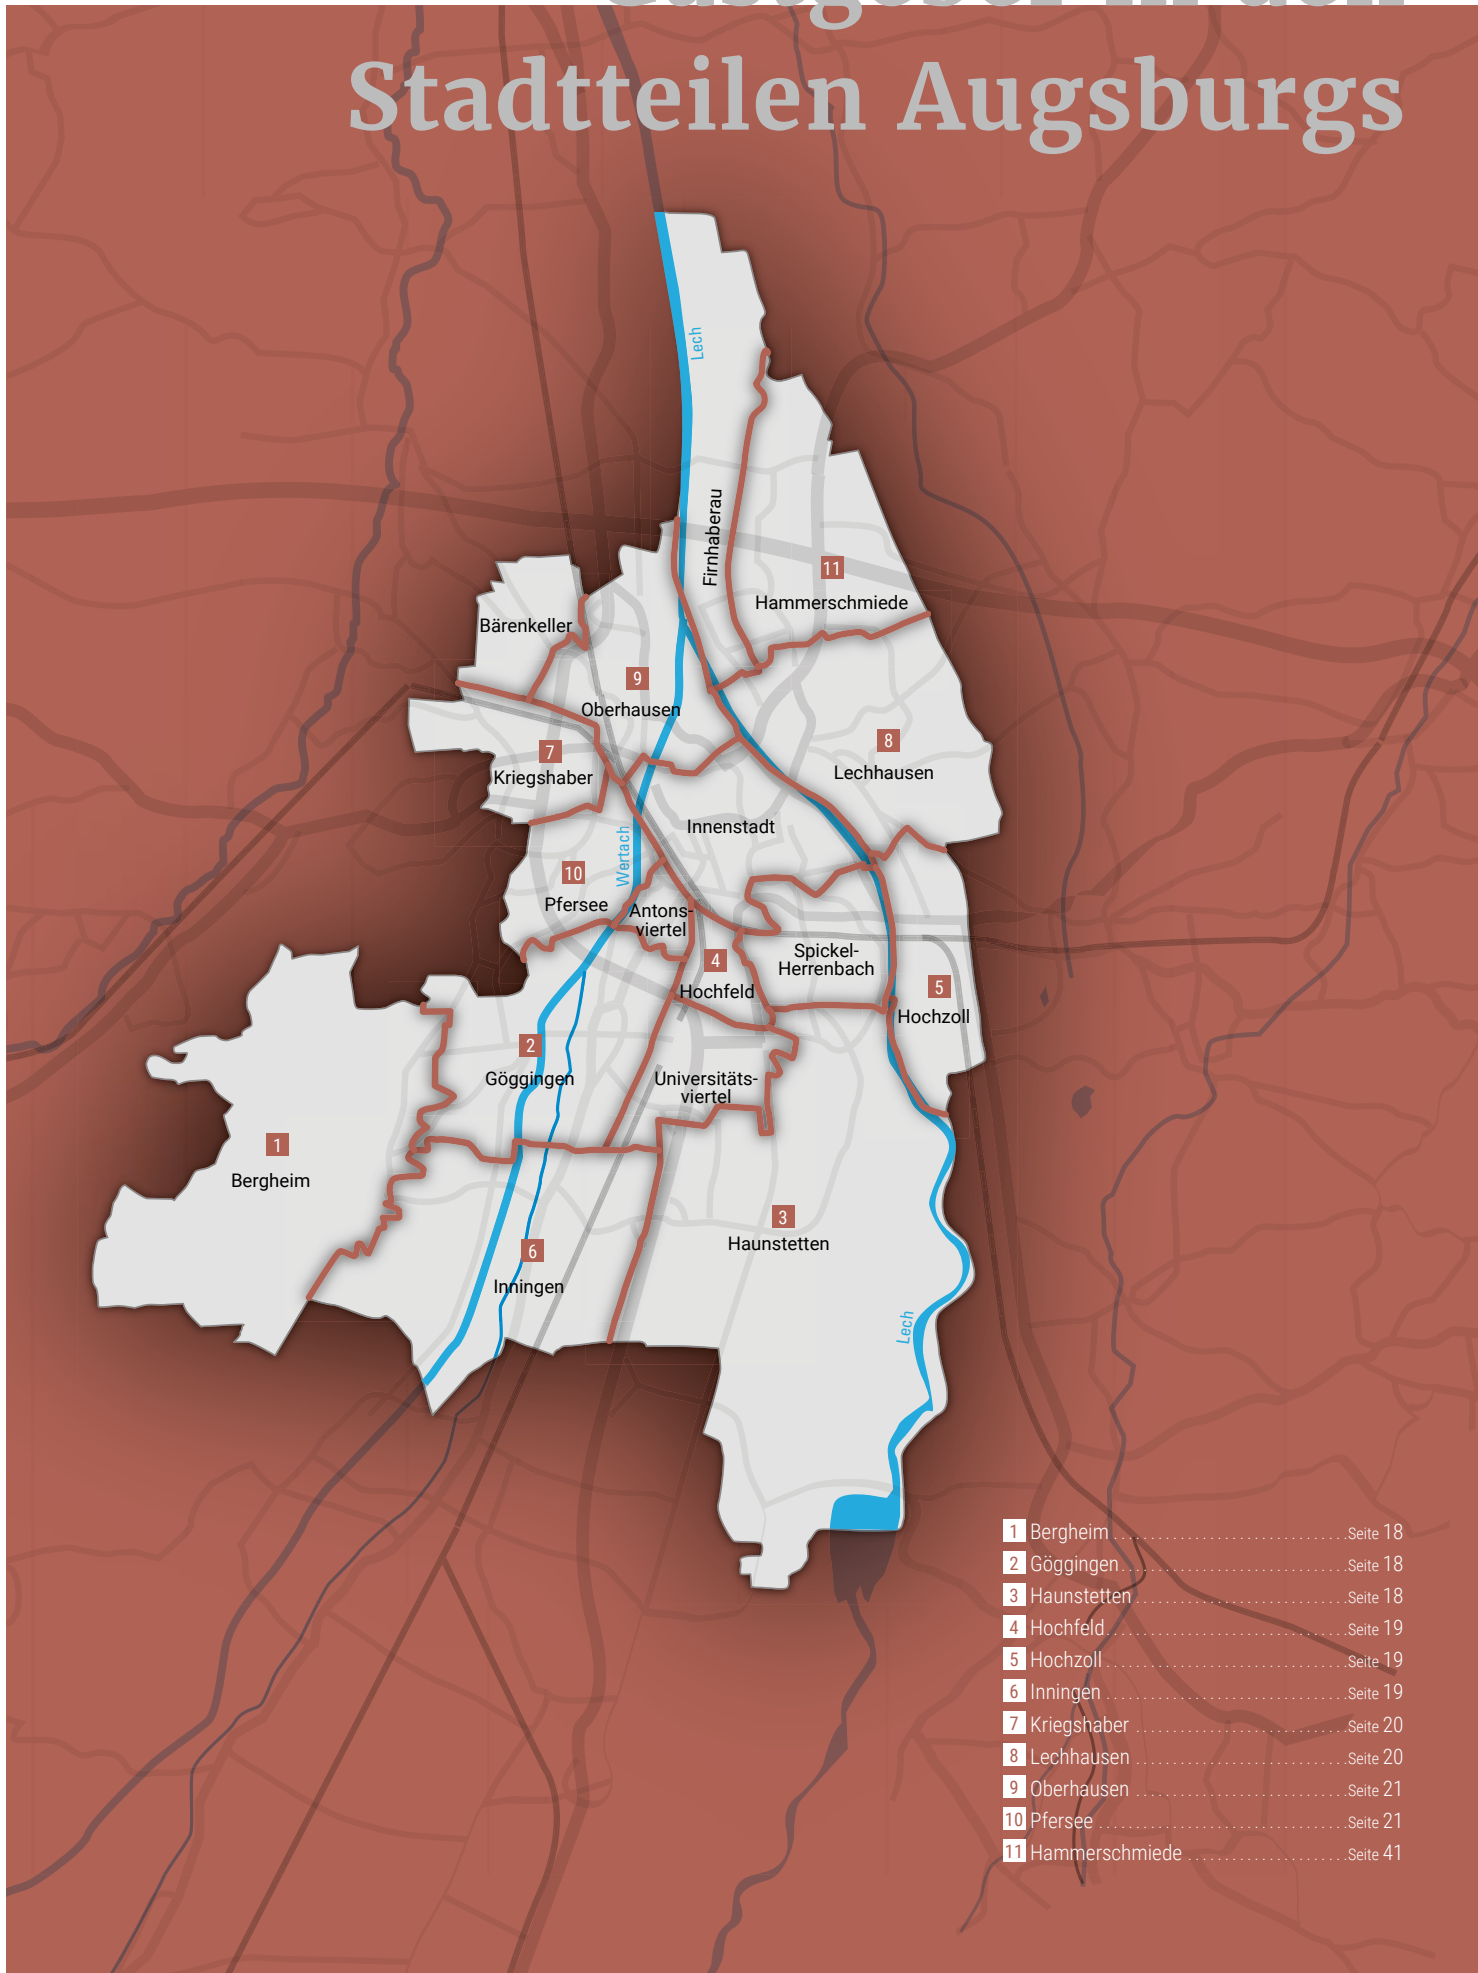 Stadtteilen Augsburgs
Lech
Firnhaberau
11
Hammerschmiede
Bärenkeller
9
Oberhausen
8
Lechhausen
7
Kriegshaber
Innenstadt
Wertach
10
Pfersee
Antons-
viertel
Spickel-
Herrenbach
4
Hochfeld
5
Hochzoll
2
Göggingen
Universitäts-
viertel
1
Bergheim
3
Haunstetten
6
Inningen
Lech
1 Bergheim ................................Seite 18
2 Göggingen................................Seite 18
3 Haunstetten ..............................Seite 18
4 Hochfeld.................................Seite 19
5 Hochzoll .................................Seite 19
6 Inningen .................................Seite 19
7 Kriegshaber ..............................Seite 20
8 Lechhausen ..............................Seite 20
9 Oberhausen ..............................Seite 21
10 Pfersee ..................................Seite 21
11 Hammerschmiede ......................Seite 41